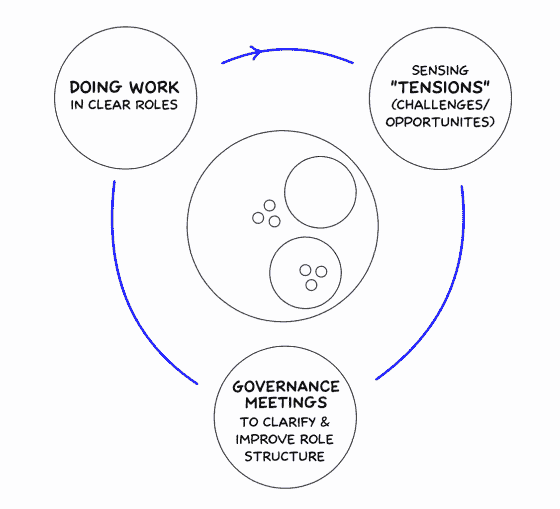 DOING WORK
IN CLEAR ROLES
SENSING
"TENSIONS"
(CHALLENGES/
OPPORTUNITES)
GOVERNANCE
MEETINGS
TO CLARIFY &
IMPROVE ROLE
STRUCTURE